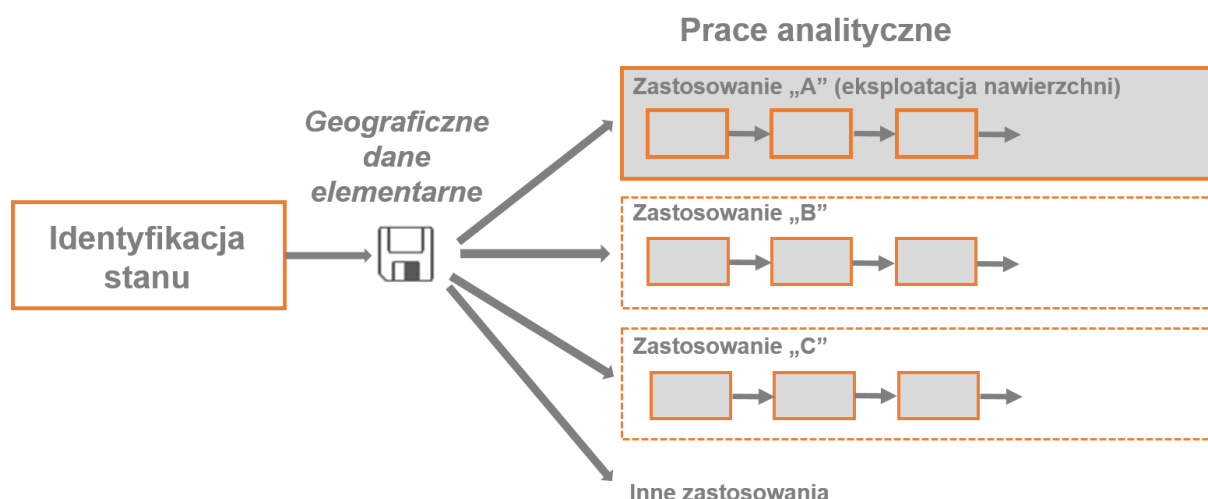 Prace analityczne
Zastosowanie „A” (eksploatacja nawierzchni)
Geograficzne
dane
elementarne
Identyfikacja
stanu
Zastosowanie „B”
Zastosowanie „C”
Inne zastosowania